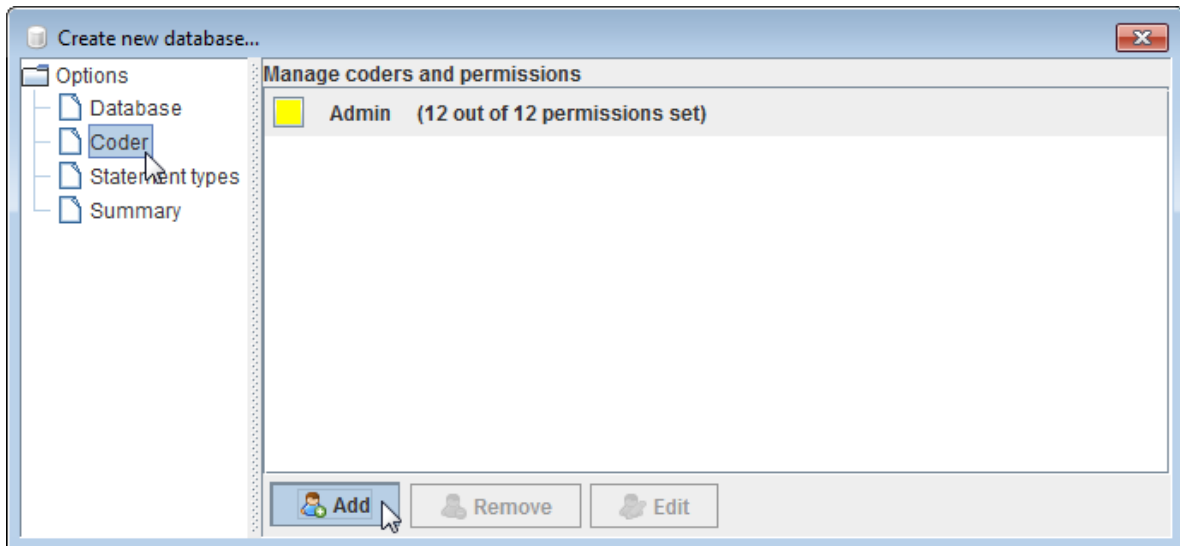 Create new database...
Options
Database
Coder
Statement types
Summary
Manage coders and permissions
Admin (12 out of 12 permissions set)
Add
Remove
Edit